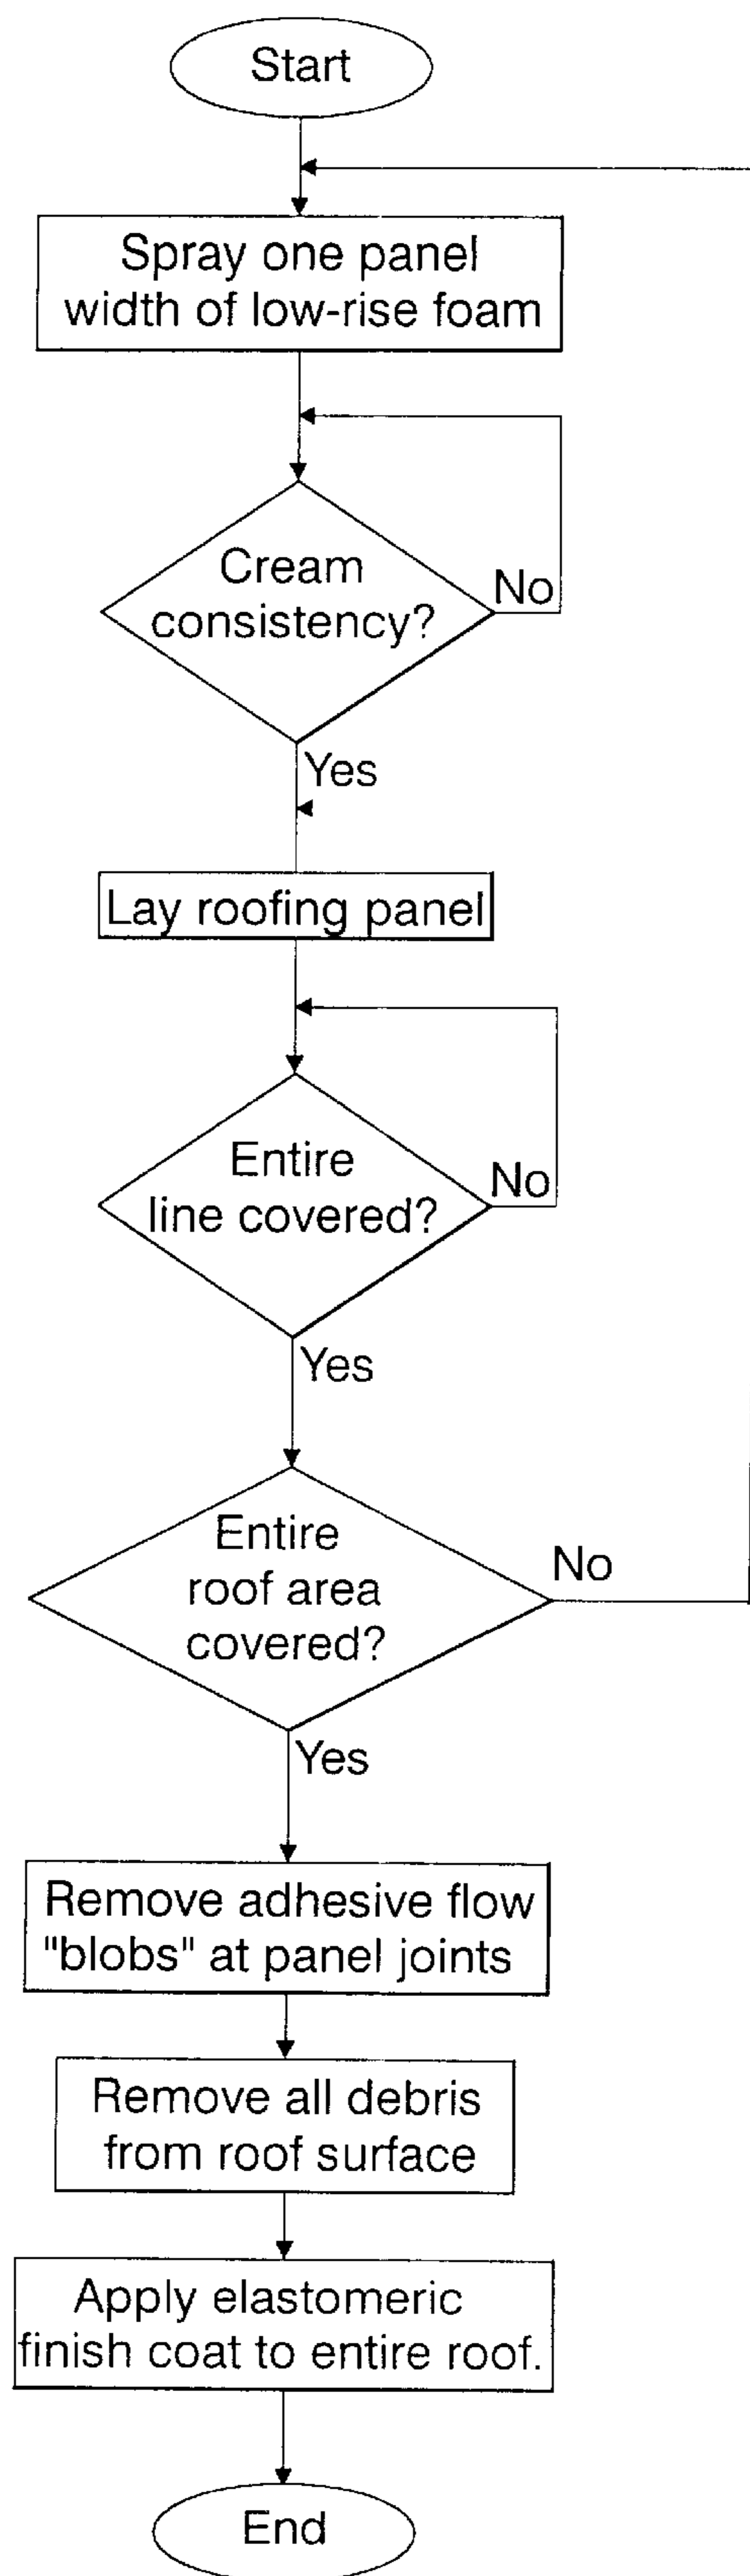 Start
Spray one panel
width of low-rise foam
Cream
consistency?
No
Yes
Lay roofing panel
Entire
line covered?
No
Yes
Entire
roof area
covered?
No
Yes
Remove adhesive flow
"blobs" at panel joints
Remove all debris
from roof surface
Apply elastomeric
finish coat to entire roof.
End